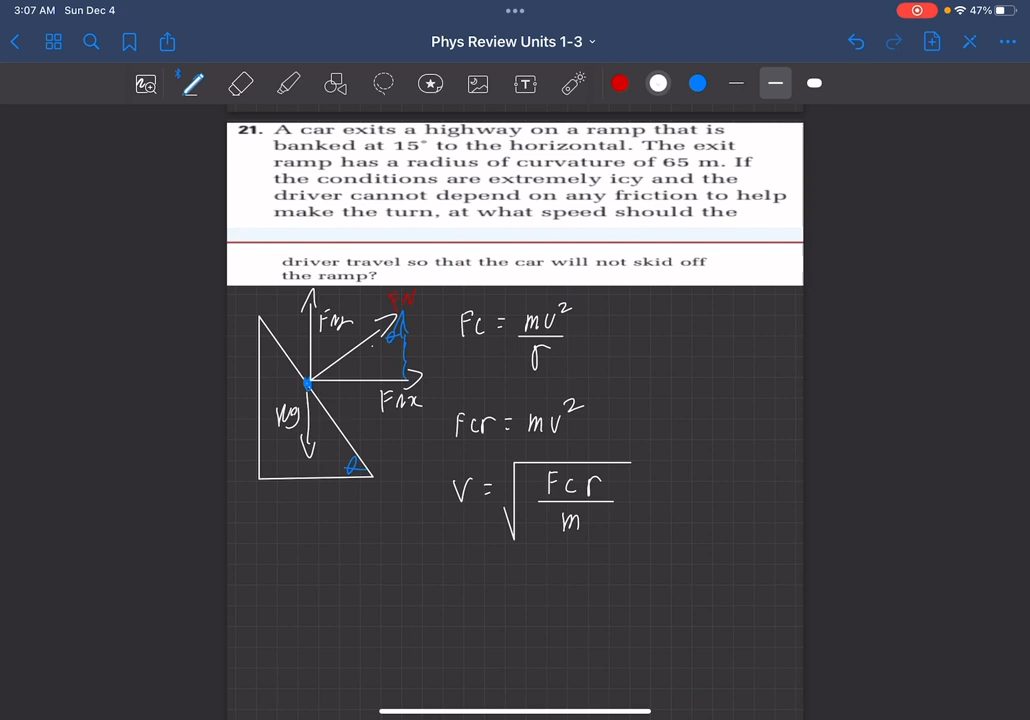 3:07 AM Sun Dec 4
47%
Phys Review Units 1-3
21. A car exits a highway on a ramp that is
banked at 15° to the horizontal. The exit
ramp has a radius of curvature of 65 m. If
the conditions are extremely icy and the
driver cannot depend on any friction to help
make the turn, at what speed should the
driver travel so that the car will not skid off
the ramp?
FN
FNy
FNx
Mg
θ
θ
Fc = mv²/r
Fcr = mv²
V = √(Fcr/m)